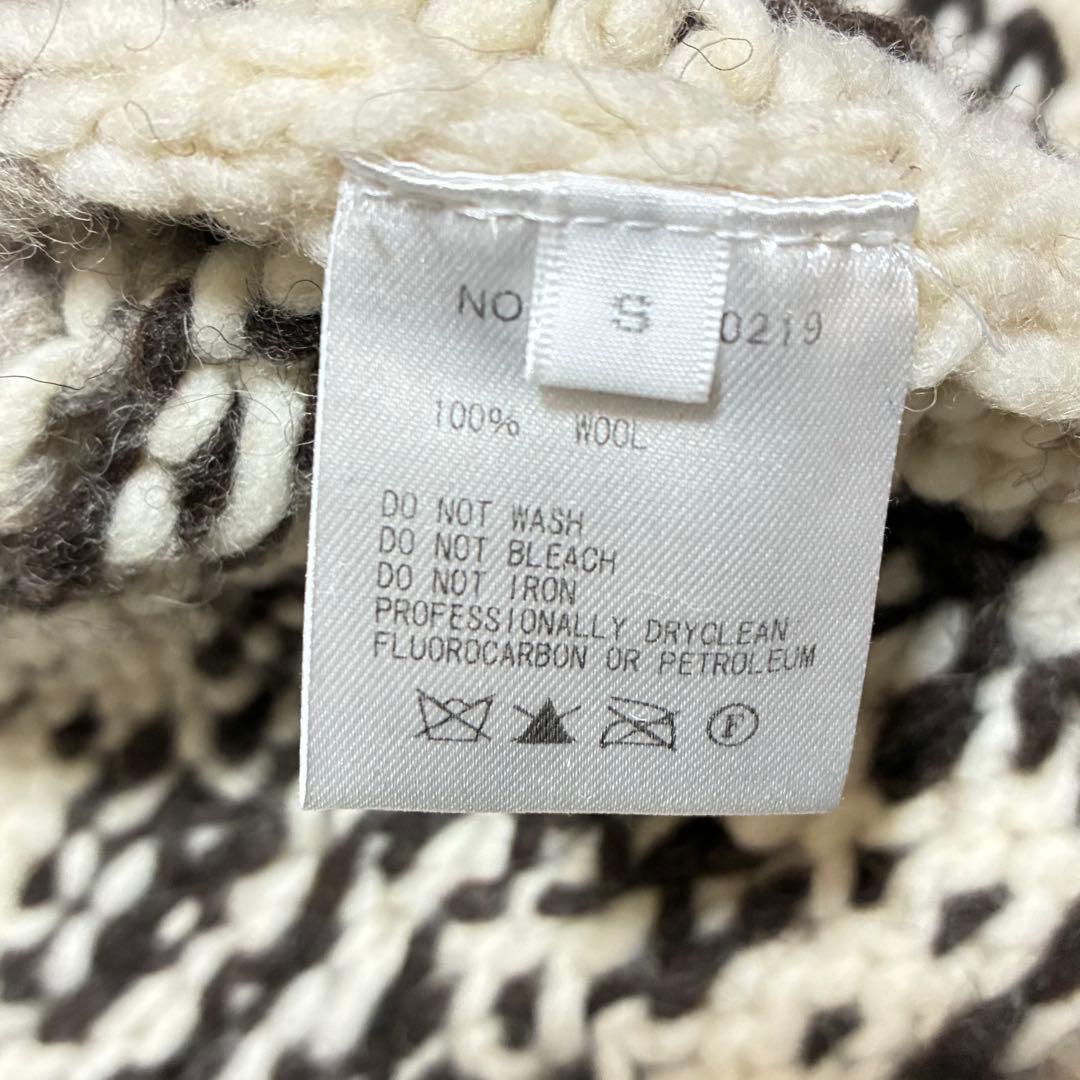 NO S 0219
100% WOOL
DO NOT WASH
DO NOT BLEACH
DO NOT IRON
PROFESSIONALLY DRYCLEAN
FLUOROCARBON OR PETROLEUM
F